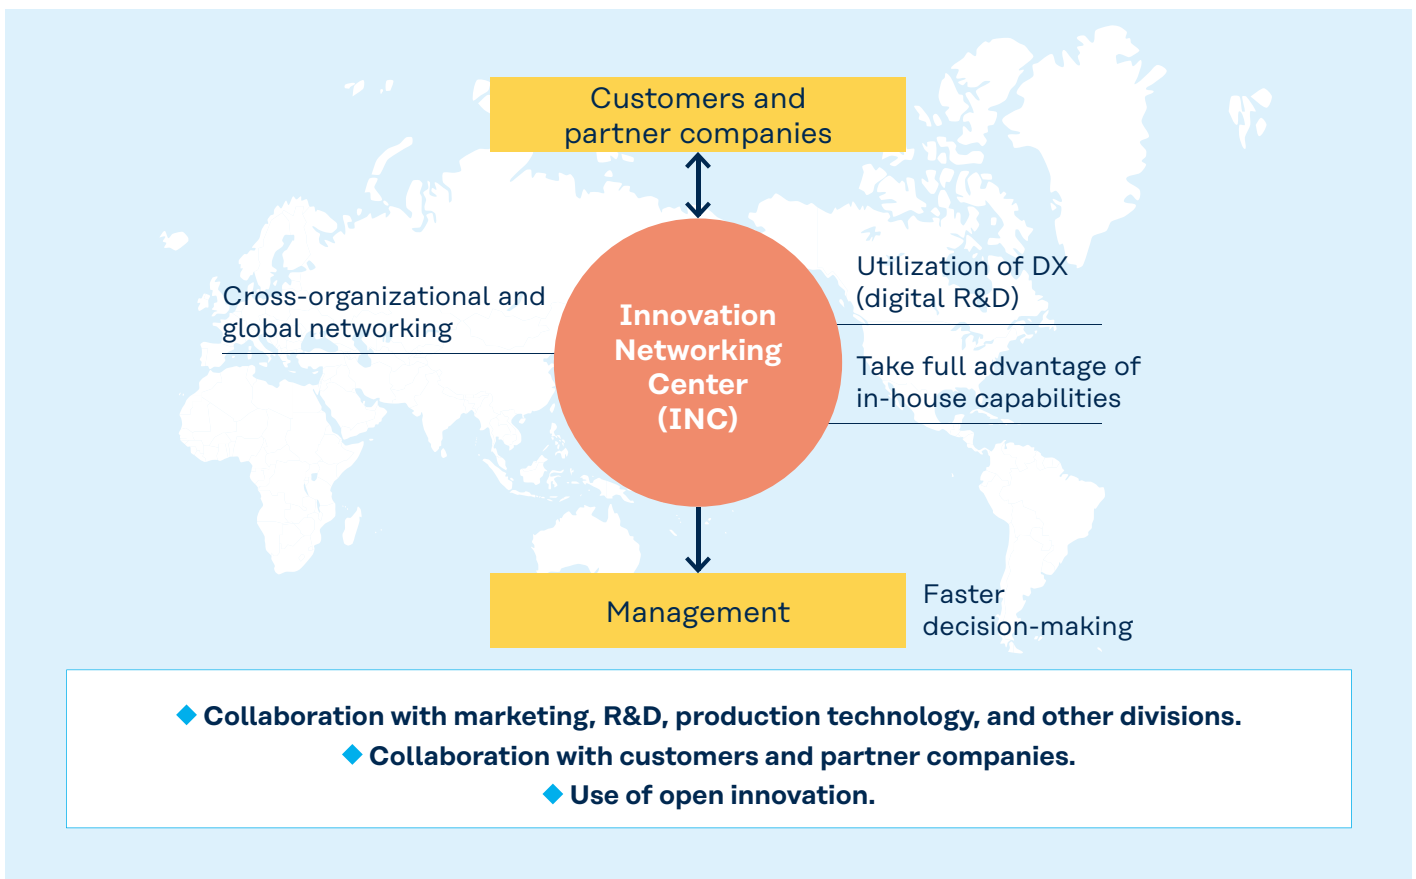 Customers and
partner companies
Cross-organizational and
global networking
Innovation
Networking
Center
(INC)
Utilization of DX
(digital R&D)
Take full advantage of
in-house capabilities
Management
Faster
decision-making
◆ Collaboration with marketing, R&D, production technology, and other divisions.
◆ Collaboration with customers and partner companies.
◆ Use of open innovation.